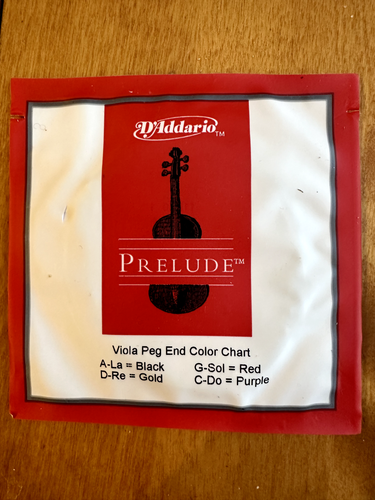 D'Addario™
PRELUDE™
Viola Peg End Color Chart
A-La = Black G-Sol = Red
D-Re = Gold C-Do = Purple